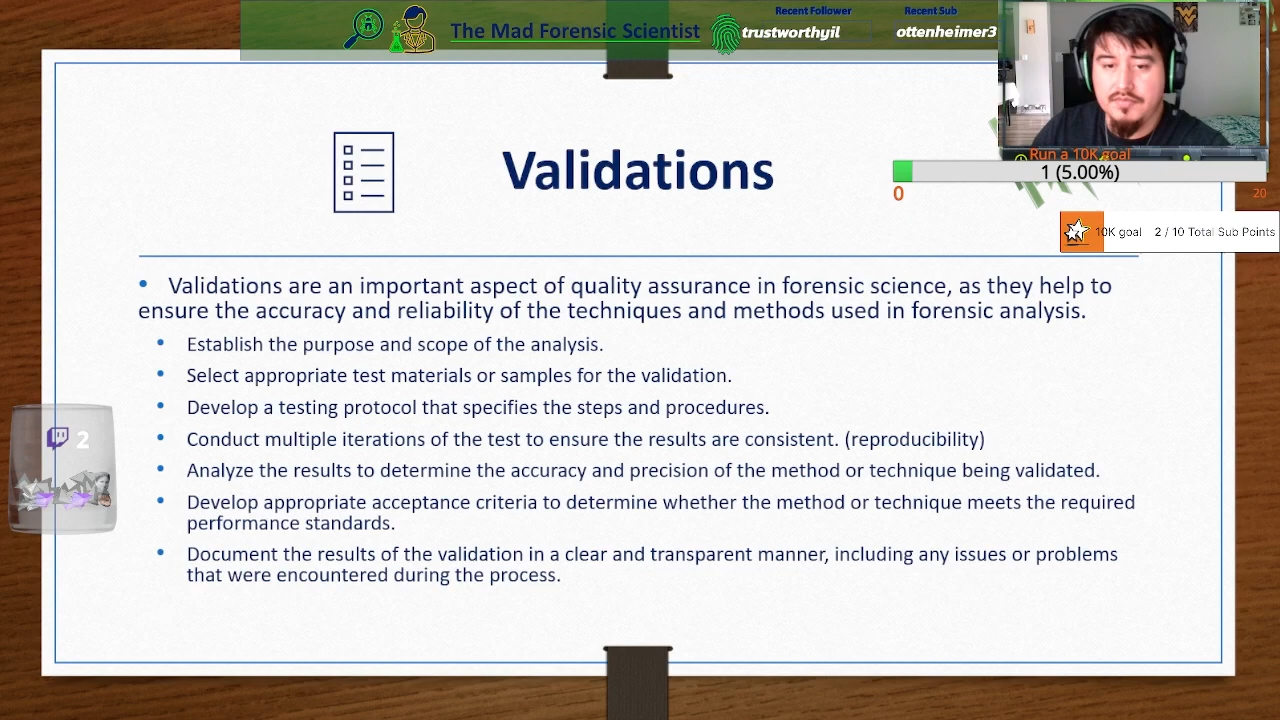 Recent Follower
Recent Sub
The Mad Forensic Scientist
trustworthyil
ottenheimer3
Validations
Run a 10K goal
1 (5.00%)
0
20
10K goal 2 / 10 Total Sub Points
• Validations are an important aspect of quality assurance in forensic science, as they help to
ensure the accuracy and reliability of the techniques and methods used in forensic analysis.
• Establish the purpose and scope of the analysis.
• Select appropriate test materials or samples for the validation.
• Develop a testing protocol that specifies the steps and procedures.
• Conduct multiple iterations of the test to ensure the results are consistent. (reproducibility)
• Analyze the results to determine the accuracy and precision of the method or technique being validated.
• Develop appropriate acceptance criteria to determine whether the method or technique meets the required
performance standards.
• Document the results of the validation in a clear and transparent manner, including any issues or problems
that were encountered during the process.
2